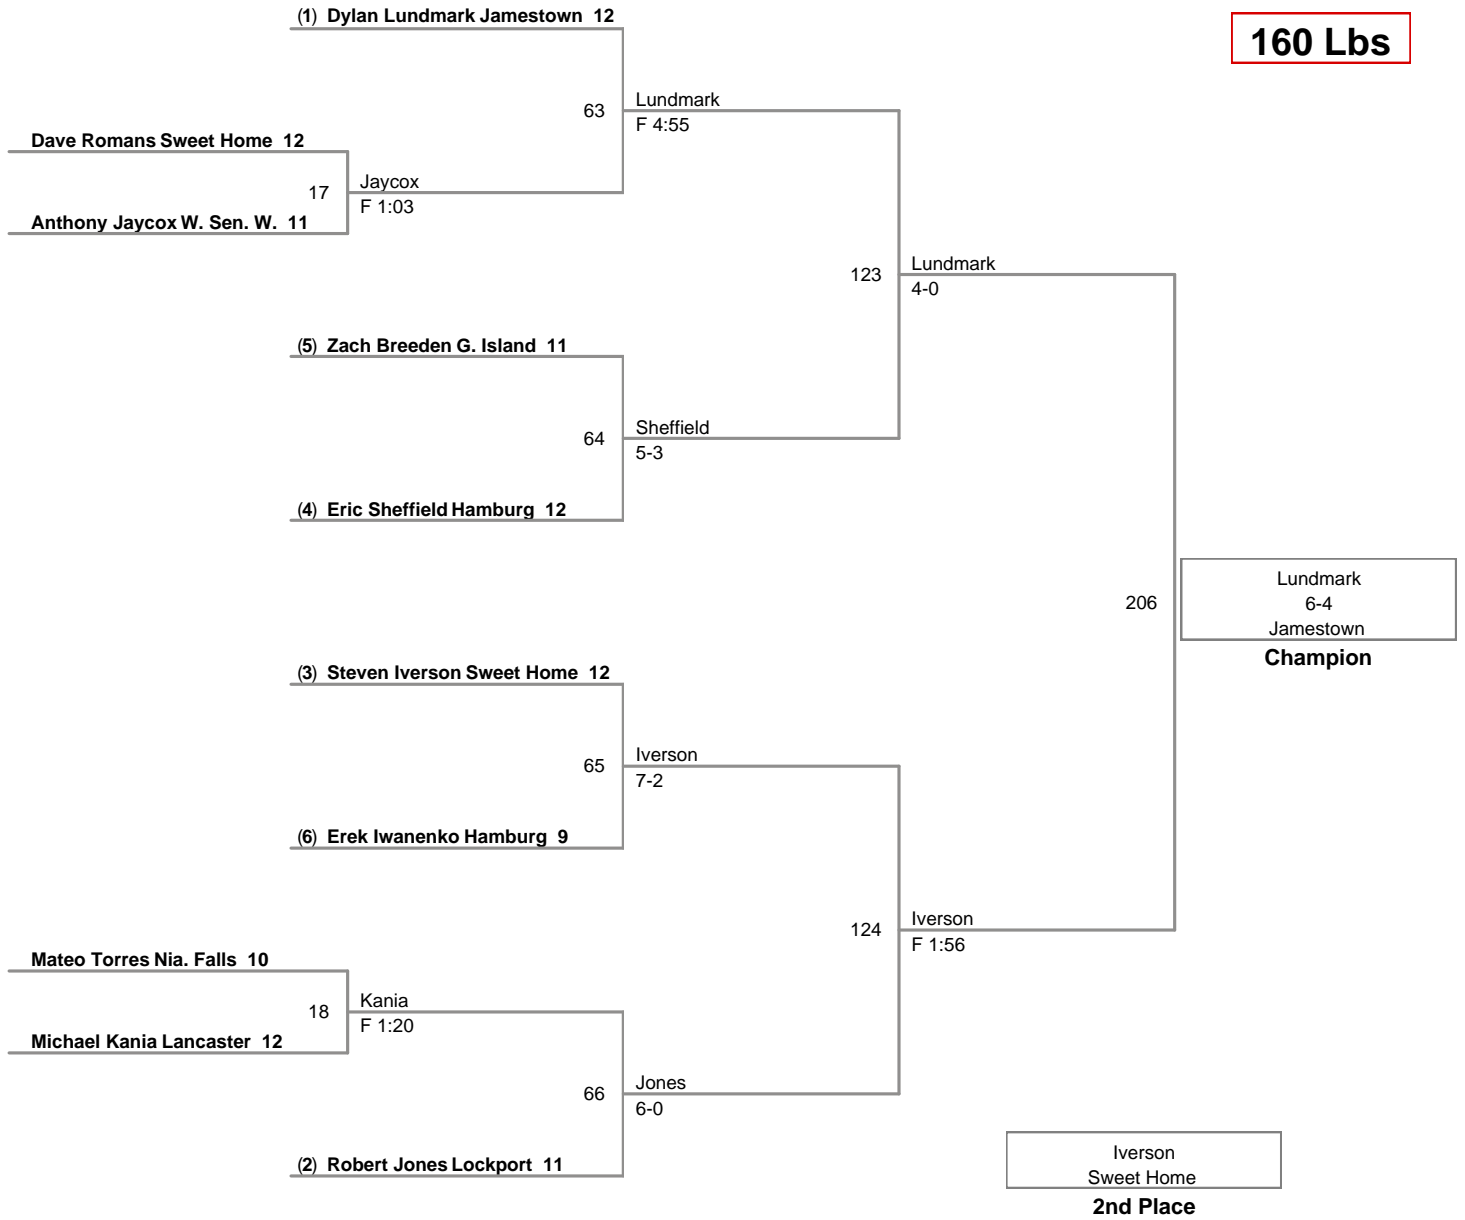 (1) Dylan Lundmark Jamestown 12
160 Lbs
63
Lundmark
F 4:55
Dave Romans Sweet Home 12
17
Jaycox
F 1:03
Anthony Jaycox W. Sen. W. 11
123
Lundmark
4-0
(5) Zach Breeden G. Island 11
64
Sheffield
5-3
(4) Eric Sheffield Hamburg 12
206
Lundmark
6-4
Jamestown
Champion
(3) Steven Iverson Sweet Home 12
65
Iverson
7-2
(6) Erek Iwanenko Hamburg 9
124
Iverson
F 1:56
Mateo Torres Nia. Falls 10
18
Kania
F 1:20
Michael Kania Lancaster 12
66
Jones
6-0
(2) Robert Jones Lockport 11
Iverson
Sweet Home
2nd Place